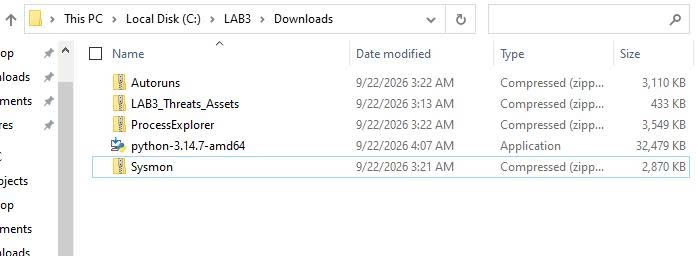 This PC > Local Disk (C:) > LAB3 > Downloads
Name Date modified Type Size
Autoruns 9/22/2026 3:22 AM Compressed (zipp... 3,110 KB
LAB3_Threats_Assets 9/22/2026 3:13 AM Compressed (zipp... 433 KB
ProcessExplorer 9/22/2026 3:22 AM Compressed (zipp... 3,549 KB
python-3.14.7-amd64 9/22/2026 4:07 AM Application 32,479 KB
Sysmon 9/22/2026 3:21 AM Compressed (zipp... 2,870 KB
op
nloads
ments
res
ojects
op
ments
nloads